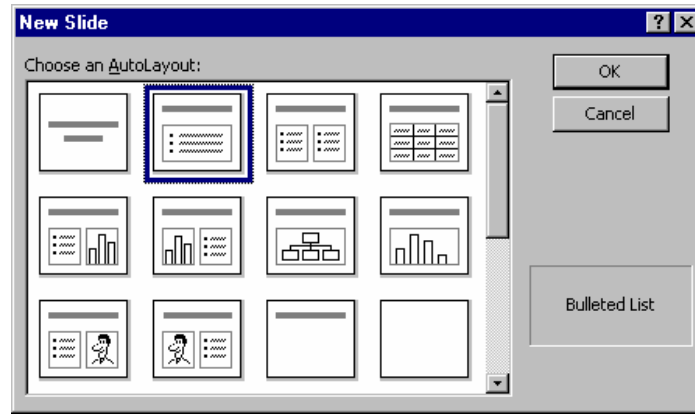 New Slide
Choose an AutoLayout:
OK
Cancel
Bulleted List